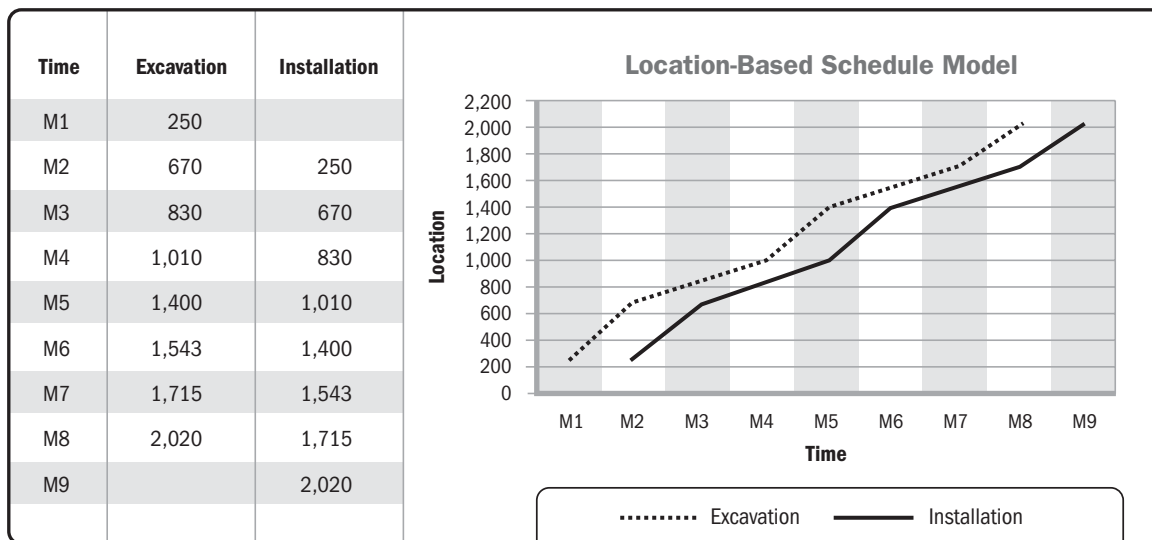 Time Excavation Installation
M1 250
M2 670 250
M3 830 670
M4 1,010 830
M5 1,400 1,010
M6 1,543 1,400
M7 1,715 1,543
M8 2,020 1,715
M9 2,020
Location-Based Schedule Model
2,200
2,000
1,800
1,600
1,400
1,200
1,000
800
600
400
200
0
Location
M1 M2 M3 M4 M5 M6 M7 M8 M9
Time
Excavation Installation